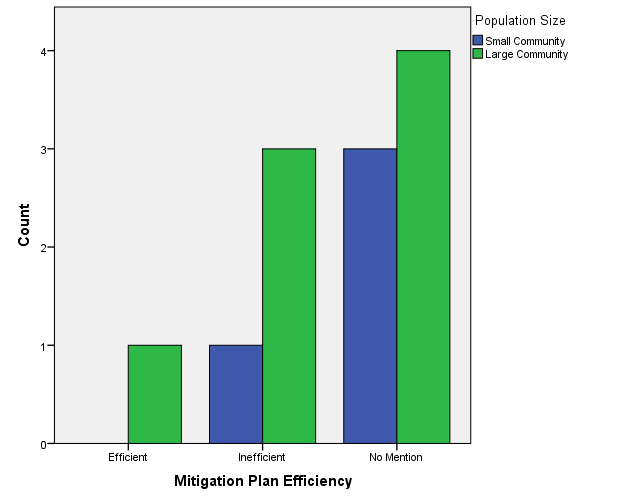 Population Size
Small Community
Large Community
Count
4
3
2
1
0
Efficient
Inefficient
No Mention
Mitigation Plan Efficiency